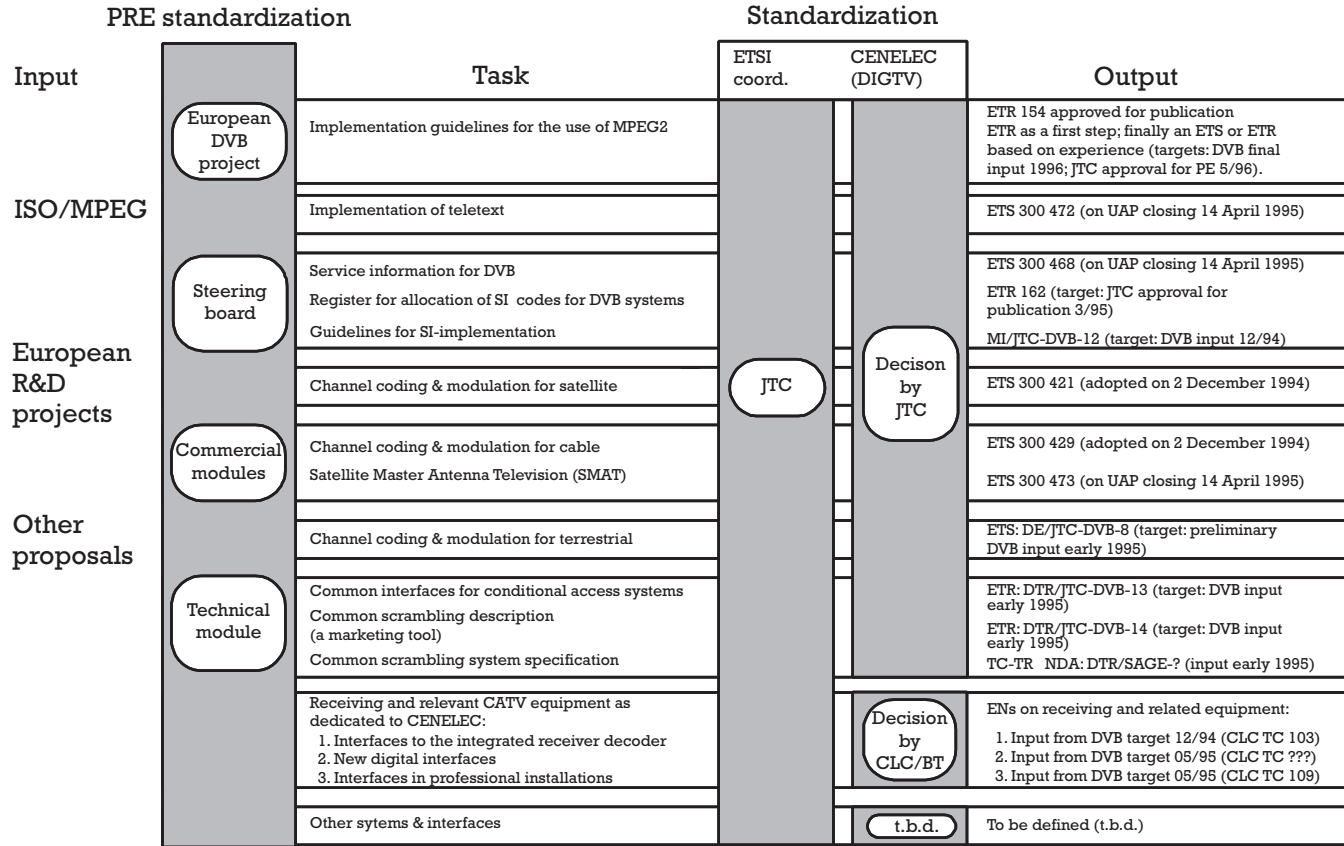 PRE standardization
Standardization
Input
Task
ETSI
coord.
CENELEC
(DIGTV)
Output
European
DVB
project
Implementation guidelines for the use of MPEG2
ETR 154 approved for publication
ETR as a first step; finally an ETS or ETR
based on experience (targets: DVB final
input 1996; JTC approval for PE 5/96).
ISO/MPEG
Implementation of teletext
ETS 300 472 (on UAP closing 14 April 1995)
Steering
board
Service information for DVB
Register for allocation of SI codes for DVB systems
Guidelines for SI-implementation
ETS 300 468 (on UAP closing 14 April 1995)
ETR 162 (target: JTC approval for
publication 3/95)
MI/JTC-DVB-12 (target: DVB input 12/94)
European
R&D
projects
Channel coding & modulation for satellite
JTC
Decison
by
JTC
ETS 300 421 (adopted on 2 December 1994)
Commercial
modules
Channel coding & modulation for cable
Satellite Master Antenna Television (SMAT)
ETS 300 429 (adopted on 2 December 1994)
ETS 300 473 (on UAP closing 14 April 1995)
Other
proposals
Channel coding & modulation for terrestrial
ETS: DE/JTC-DVB-8 (target: preliminary
DVB input early 1995)
Technical
module
Common interfaces for conditional access systems
Common scrambling description
(a marketing tool)
Common scrambling system specification
ETR: DTR/JTC-DVB-13 (target: DVB input
early 1995)
ETR: DTR/JTC-DVB-14 (target: DVB input
early 1995)
TC-TR NDA: DTR/SAGE-? (input early 1995)
Receiving and relevant CATV equipment as
dedicated to CENELEC:
1. Interfaces to the integrated receiver decoder
2. New digital interfaces
3. Interfaces in professional installations
Decision
by
CLC/BT
ENs on receiving and related equipment:
1. Input from DVB target 12/94 (CLC TC 103)
2. Input from DVB target 05/95 (CLC TC ???)
3. Input from DVB target 05/95 (CLC TC 109)
Other sytems & interfaces
t.b.d.
To be defined (t.b.d.)